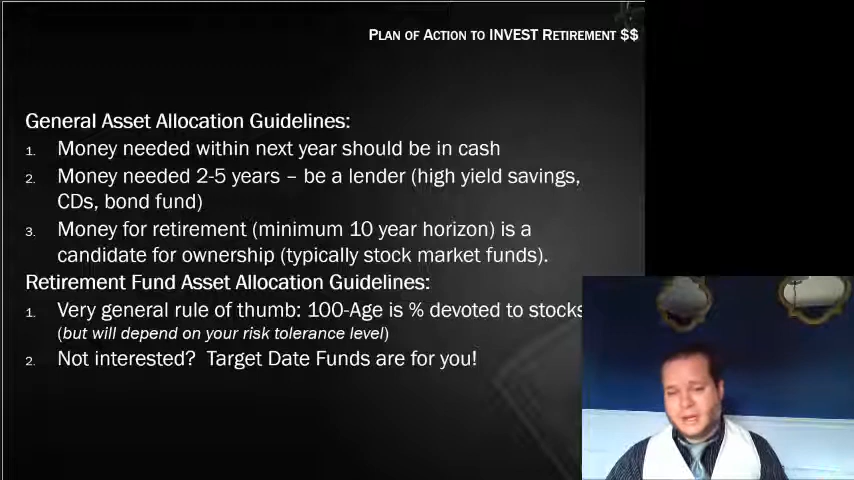 PLAN OF ACTION TO INVEST RETIREMENT $$
General Asset Allocation Guidelines:
1. Money needed within next year should be in cash
2. Money needed 2-5 years – be a lender (high yield savings,
CDs, bond fund)
3. Money for retirement (minimum 10 year horizon) is a
candidate for ownership (typically stock market funds).
Retirement Fund Asset Allocation Guidelines:
1. Very general rule of thumb: 100-Age is % devoted to stocks
(but will depend on your risk tolerance level)
2. Not interested? Target Date Funds are for you!